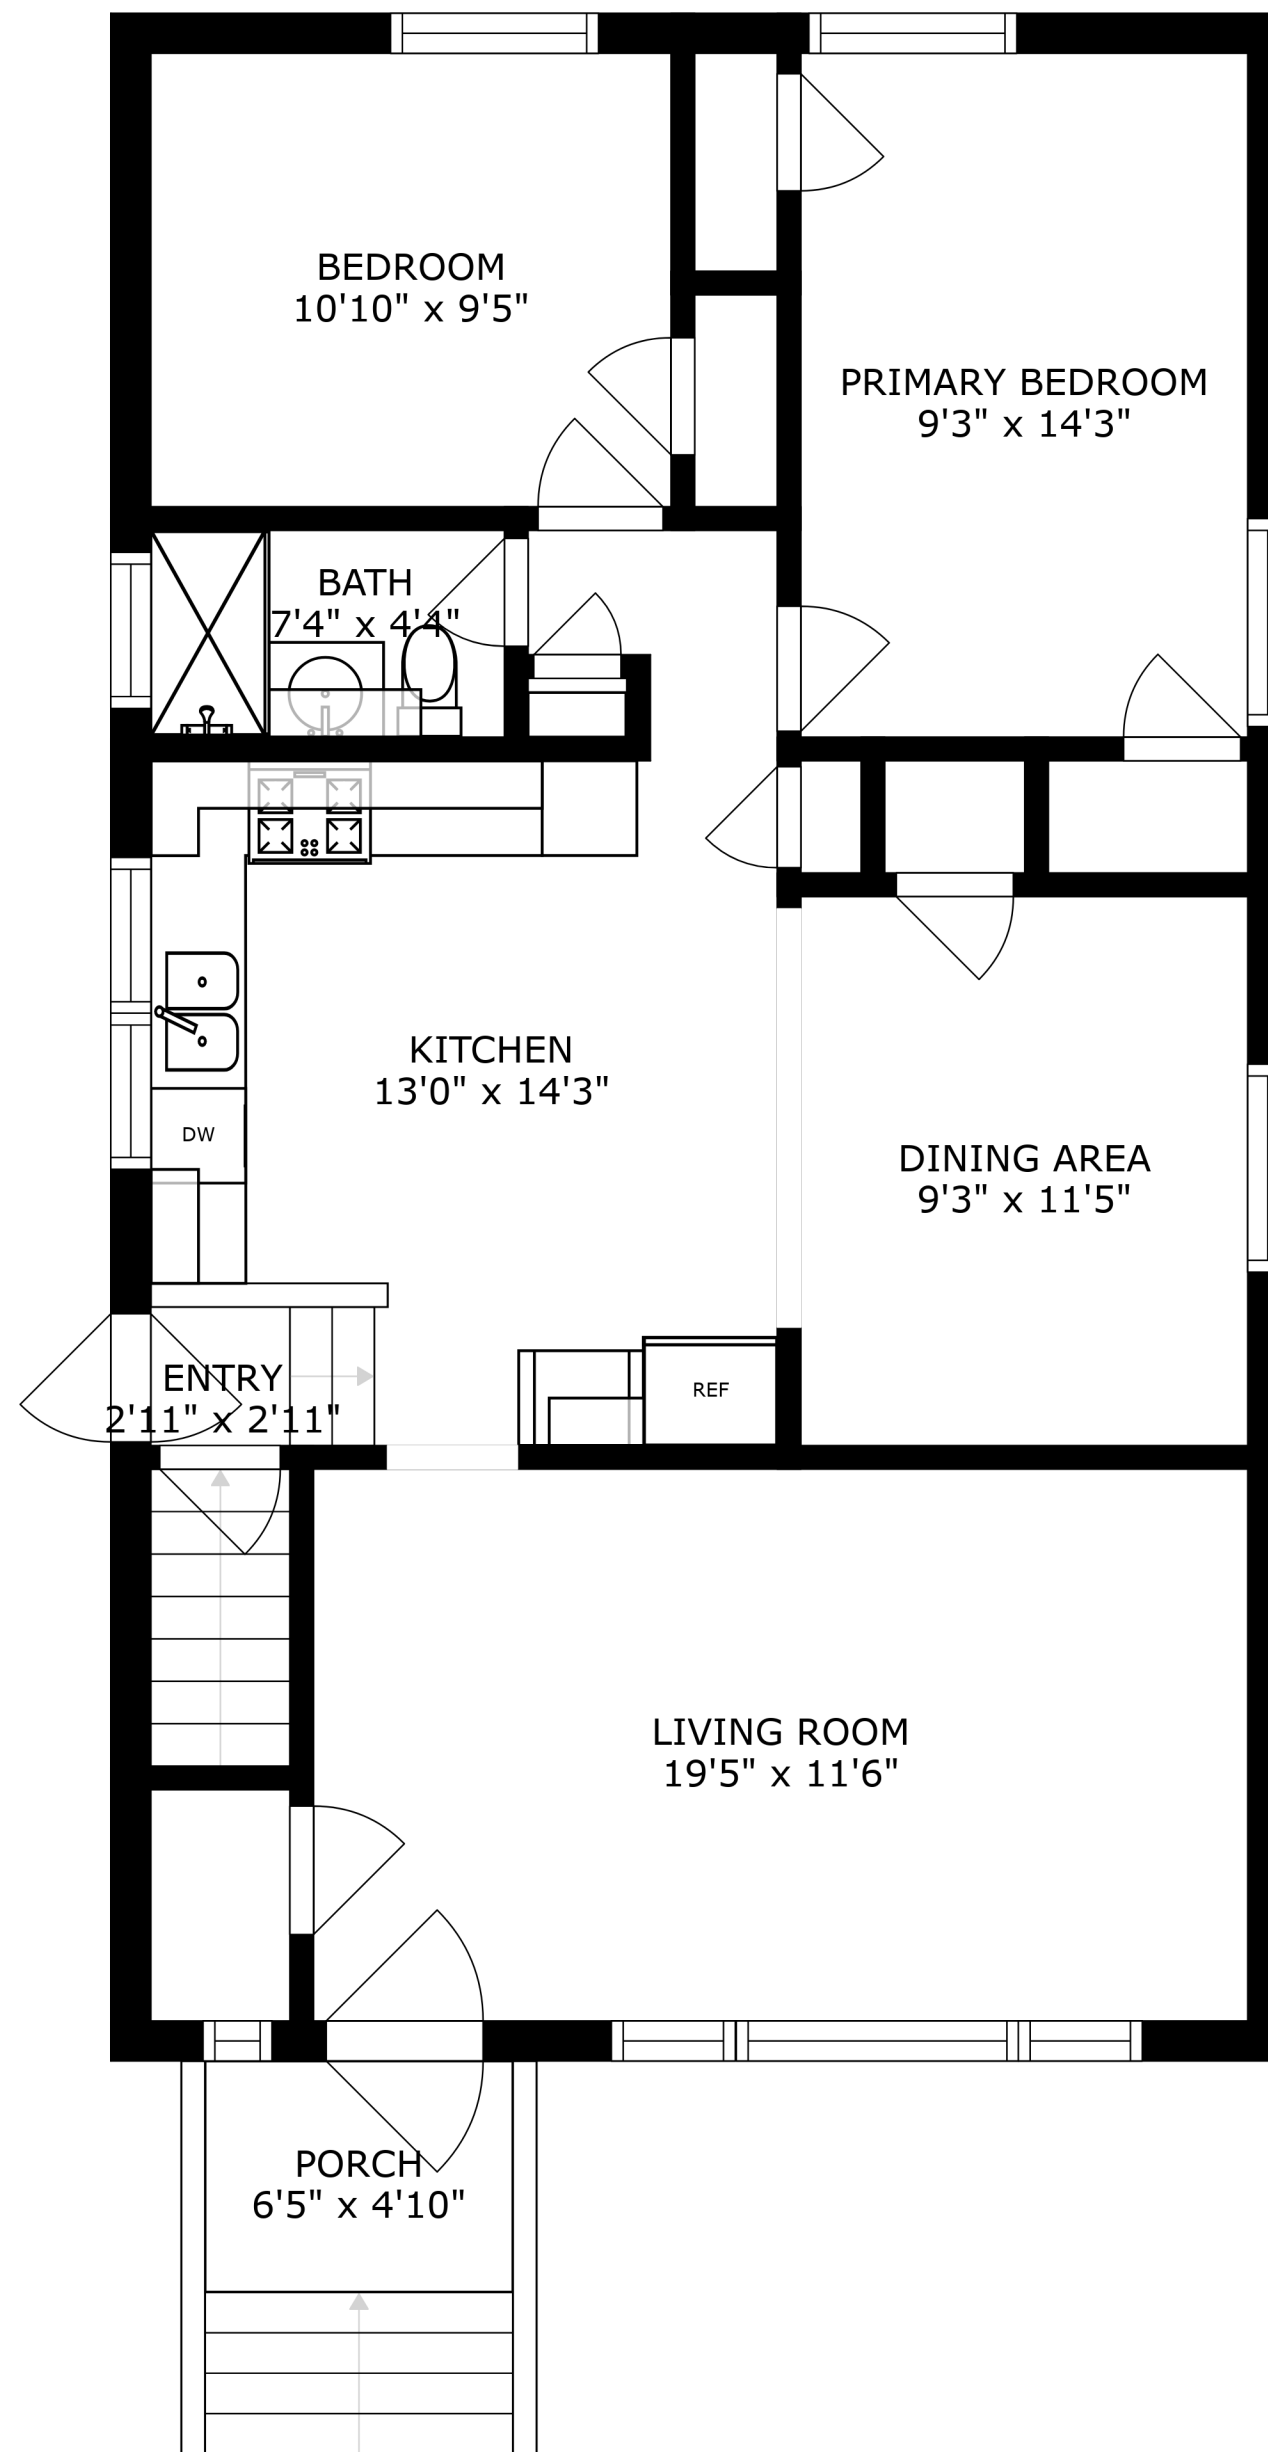 BEDROOM
10'10" x 9'5"
PRIMARY BEDROOM
9'3" x 14'3"
BATH
7'4" x 4'4"
KITCHEN
13'0" x 14'3"
DW
DINING AREA
9'3" x 11'5"
ENTRY
2'11" x 2'11"
REF
LIVING ROOM
19'5" x 11'6"
PORCH
6'5" x 4'10"